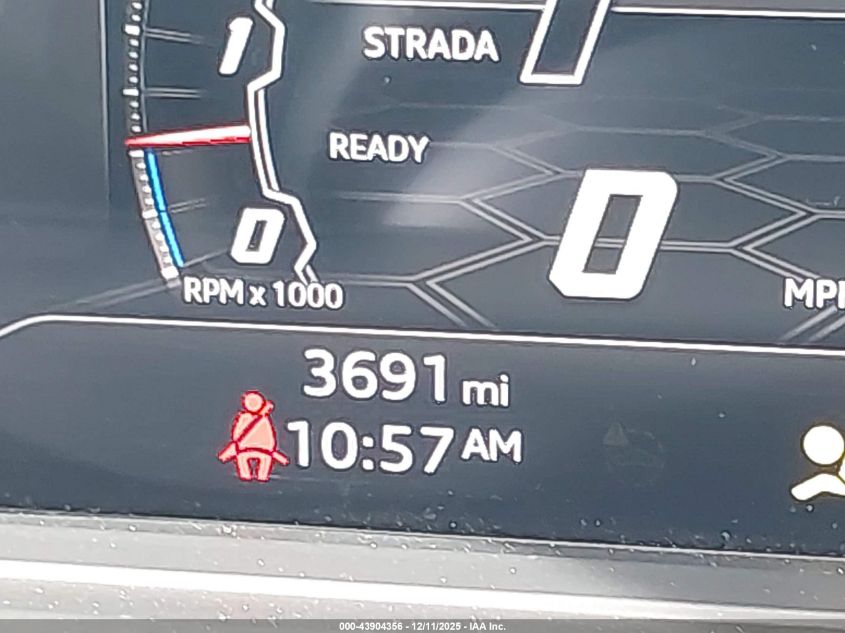 1
STRADA
READY
0
0
RPM x 1000
3691 mi
10:57 AM
000-43904356 - 12/11/2025 - IAA Inc.